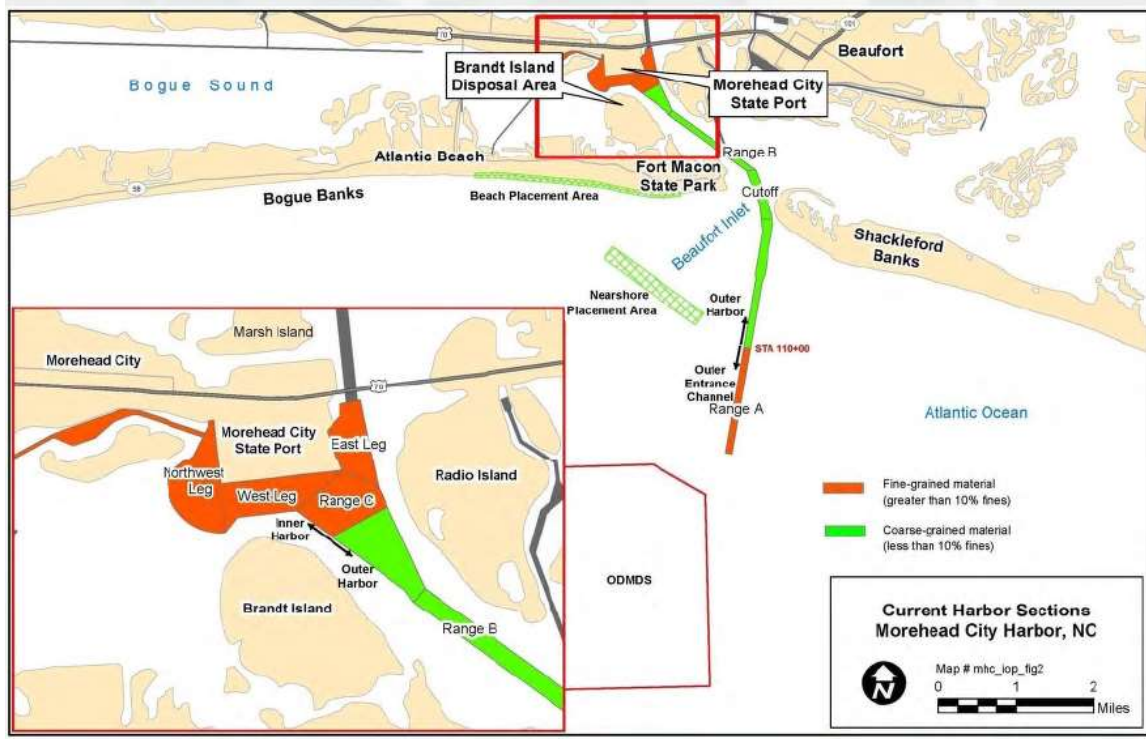 70
101
Beaufort
Brandt Island
Disposal Area
Morehead City
State Port
Bogue Sound
Range B
Atlantic Beach
Fort Macon
State Park
58
Bogue Banks
Beach Placement Area
Cutoff
Beaufort Inlet
Shackleford
Banks
Nearshore
Placement Area
Outer
Harbor
STA 110+00
Outer
Entrance
Channel
Range A
Atlantic Ocean
Marsh Island
Morehead City
70
Morehead City
State Port
East Leg
Radio Island
Northwest
Leg
West Leg
Range C
Inner
Harbor
Outer
Harbor
Brandt Island
Range B
ODMDS
Fine-grained material
(greater than 10% fines)
Coarse-grained material
(less than 10% fines)
Current Harbor Sections
Morehead City Harbor, NC
N
Map # mhc_iop_fig2
0 1 2
Miles